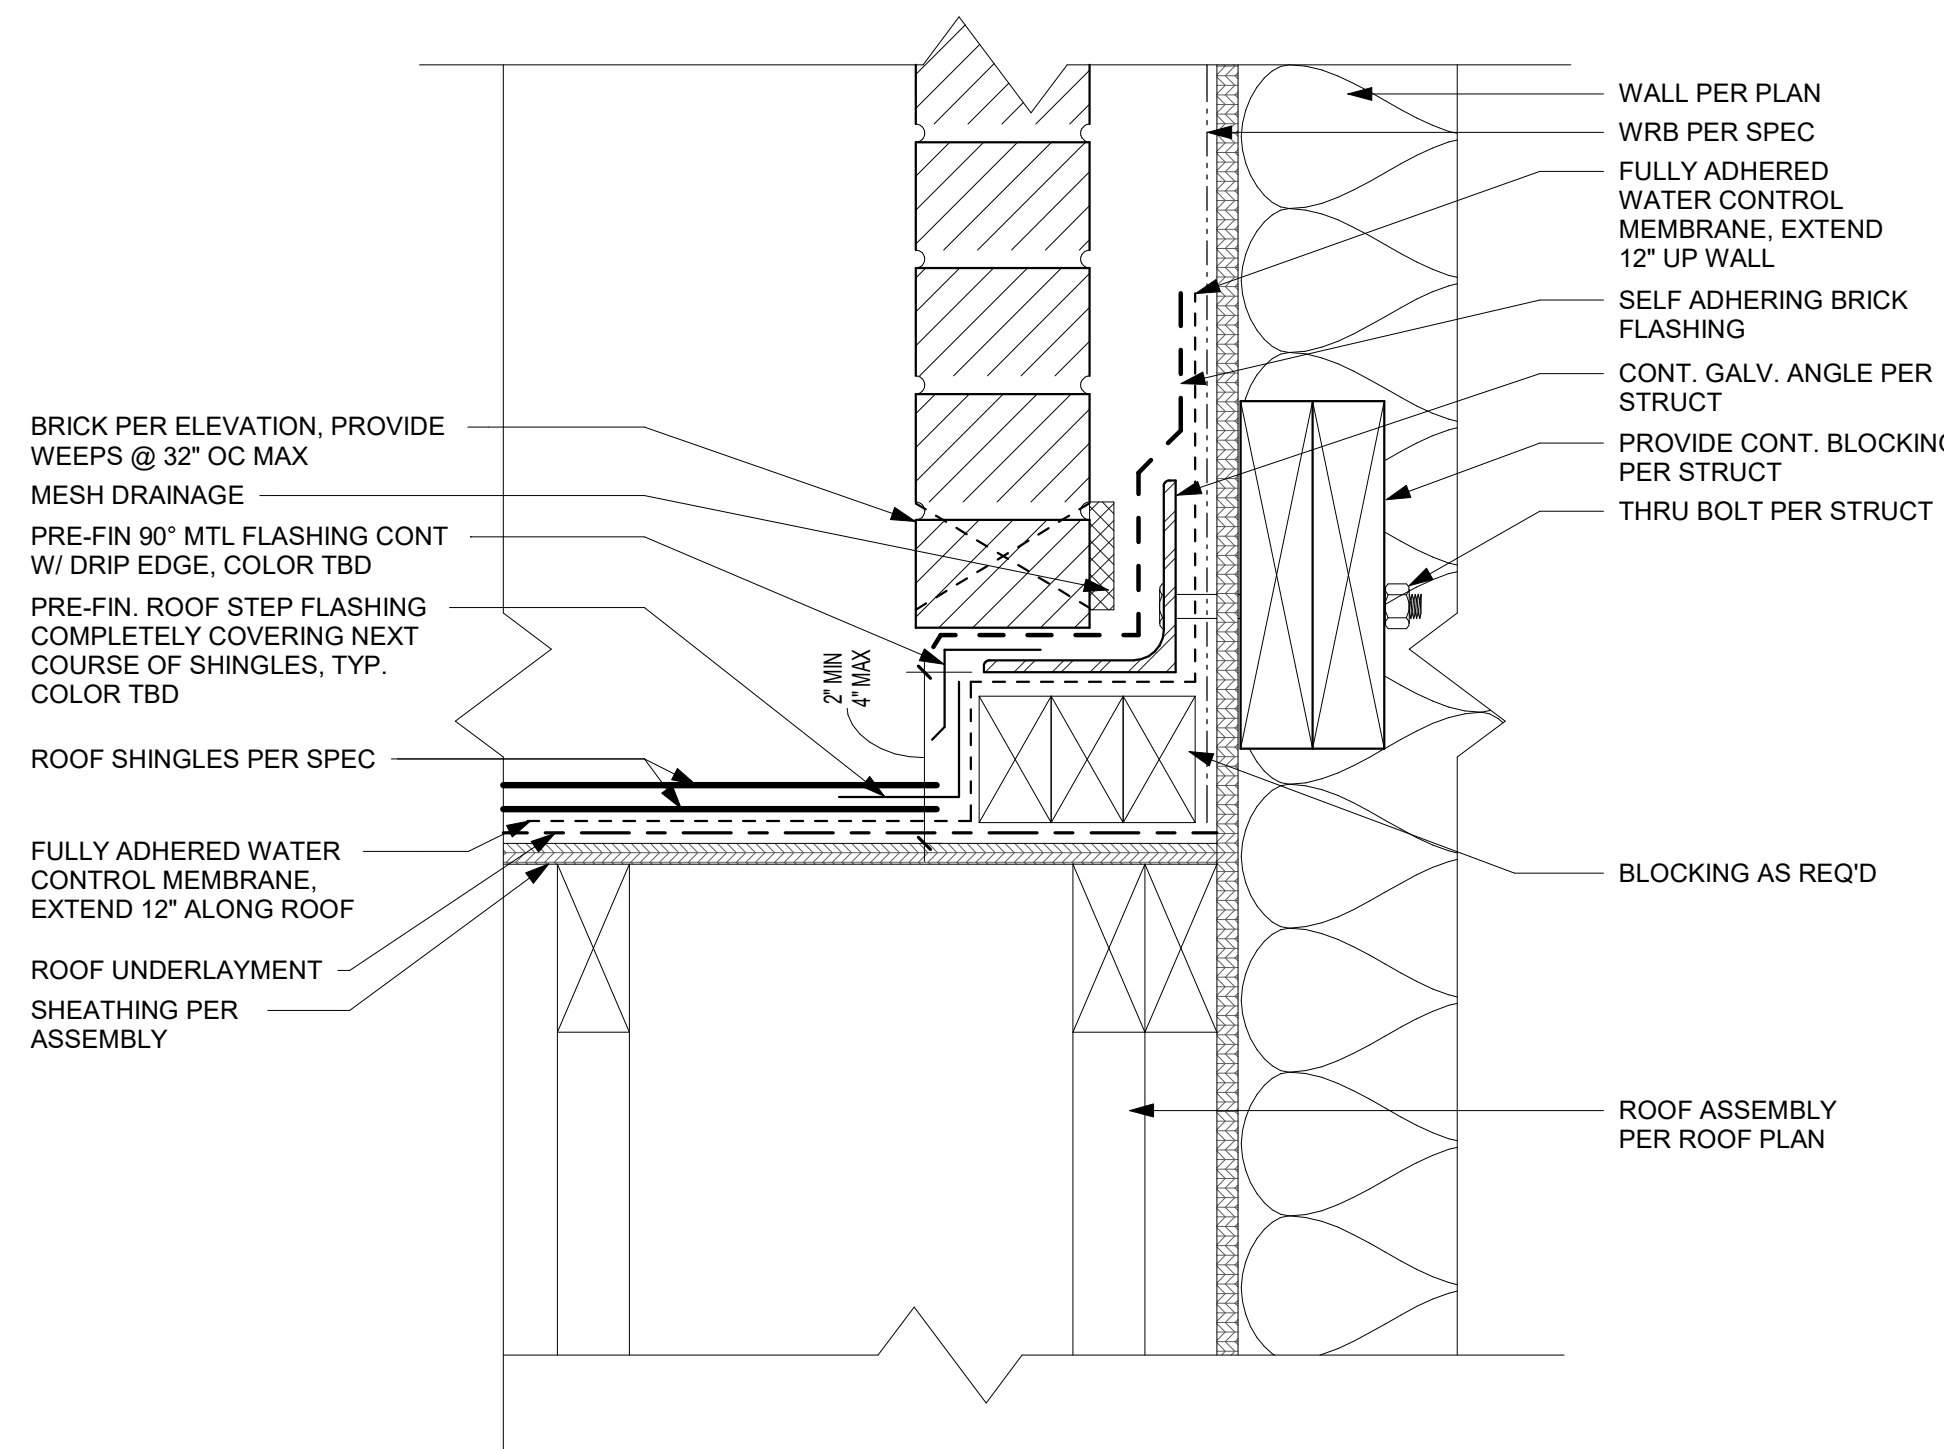 BRICK PER ELEVATION, PROVIDE
WEEPS @ 32" OC MAX
MESH DRAINAGE
PRE-FIN 90° MTL FLASHING CONT
W/ DRIP EDGE, COLOR TBD
PRE-FIN. ROOF STEP FLASHING
COMPLETELY COVERING NEXT
COURSE OF SHINGLES, TYP.
COLOR TBD
ROOF SHINGLES PER SPEC
FULLY ADHERED WATER
CONTROL MEMBRANE,
EXTEND 12" ALONG ROOF
ROOF UNDERLAYMENT
SHEATHING PER
ASSEMBLY
2" MIN
4" MAX
WALL PER PLAN
WRB PER SPEC
FULLY ADHERED
WATER CONTROL
MEMBRANE, EXTEND
12" UP WALL
SELF ADHERING BRICK
FLASHING
CONT. GALV. ANGLE PER
STRUCT
PROVIDE CONT. BLOCKING
PER STRUCT
THRU BOLT PER STRUCT
BLOCKING AS REQ'D
ROOF ASSEMBLY
PER ROOF PLAN